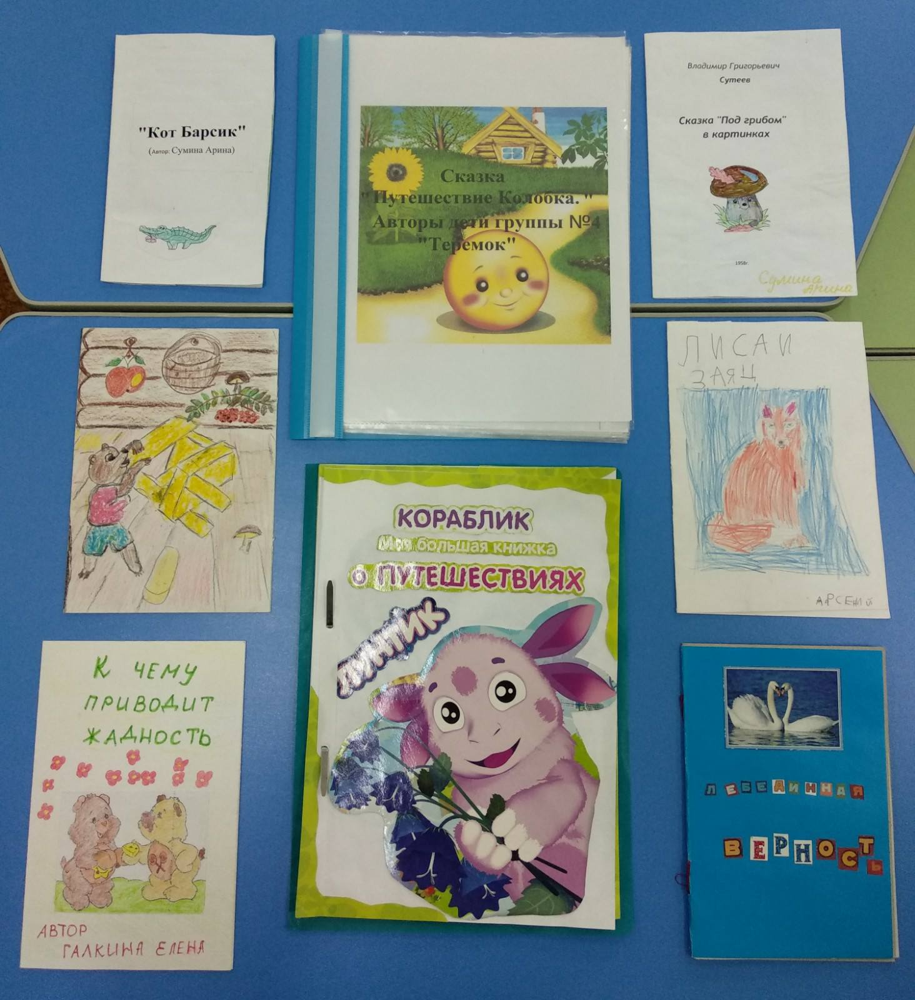 "Кот Барсик"
(Автор: Сумина Арина)
Сказка
"Путешествие Колобка."
Авторы дети группы №4
"Теремок"
Владимир Григорьевич
Сутеев
Сказка "Под грибом"
в картинках
1958г.
Сумина
Арина
ЛИСА И
ЗАЯЦ
АРСЕНИЙ
КОРАБЛИК
Моя большая книжка
о ПУТЕШЕСТВИЯХ
ЛУНТИК
К ЧЕМУ
ПРИВОДИТ
ЖАДНОСТЬ
АВТОР
ГАЛКИНА ЕЛЕНА
ЛЕБЕДИННАЯ
ВЕРНОСТЬ